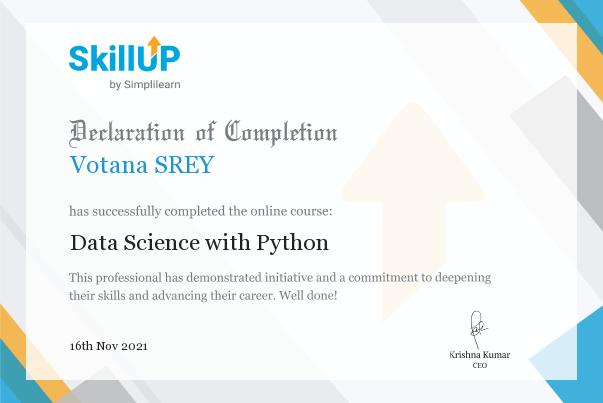 SkillUP
by Simplilearn
Declaration of Completion
Votana SREY
has successfully completed the online course:
Data Science with Python
This professional has demonstrated initiative and a commitment to deepening
their skills and advancing their career. Well done!
16th Nov 2021
Krishna Kumar
CEO